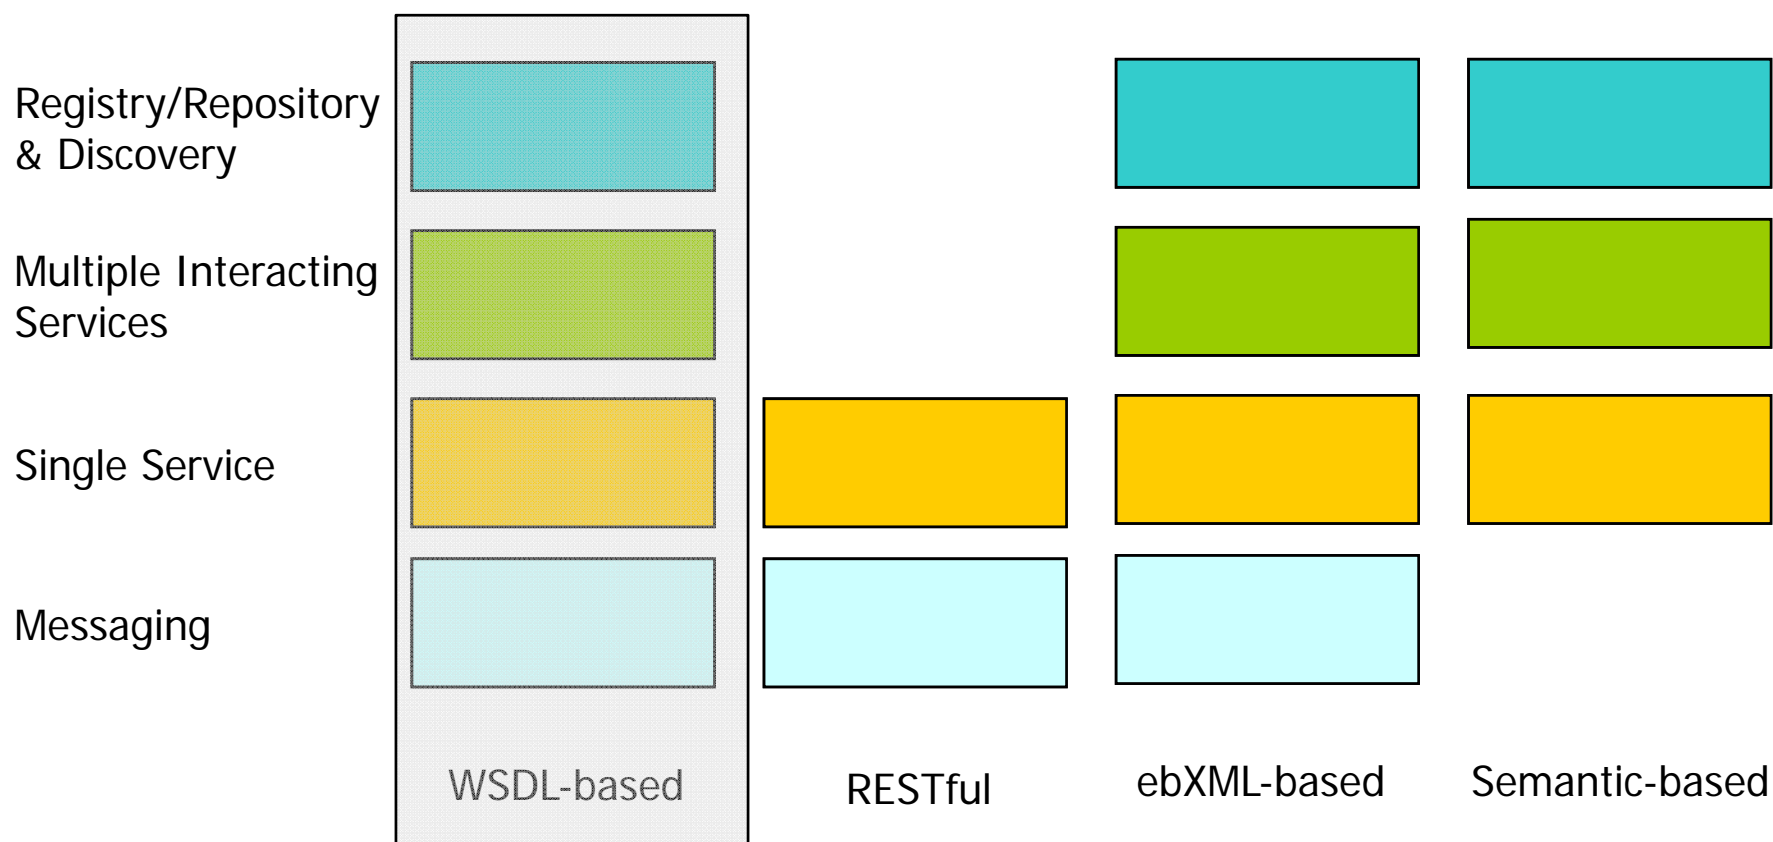 Registry/Repository
& Discovery
Multiple Interacting
Services
Single Service
Messaging
WSDL-based
RESTful
ebXML-based
Semantic-based